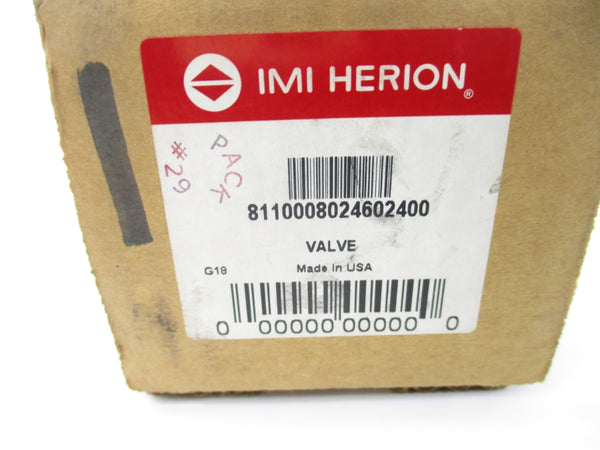 IMI HERION®
PACK
#29
8110008024602400
VALVE
G18
Made in USA
0 00000 00000 0